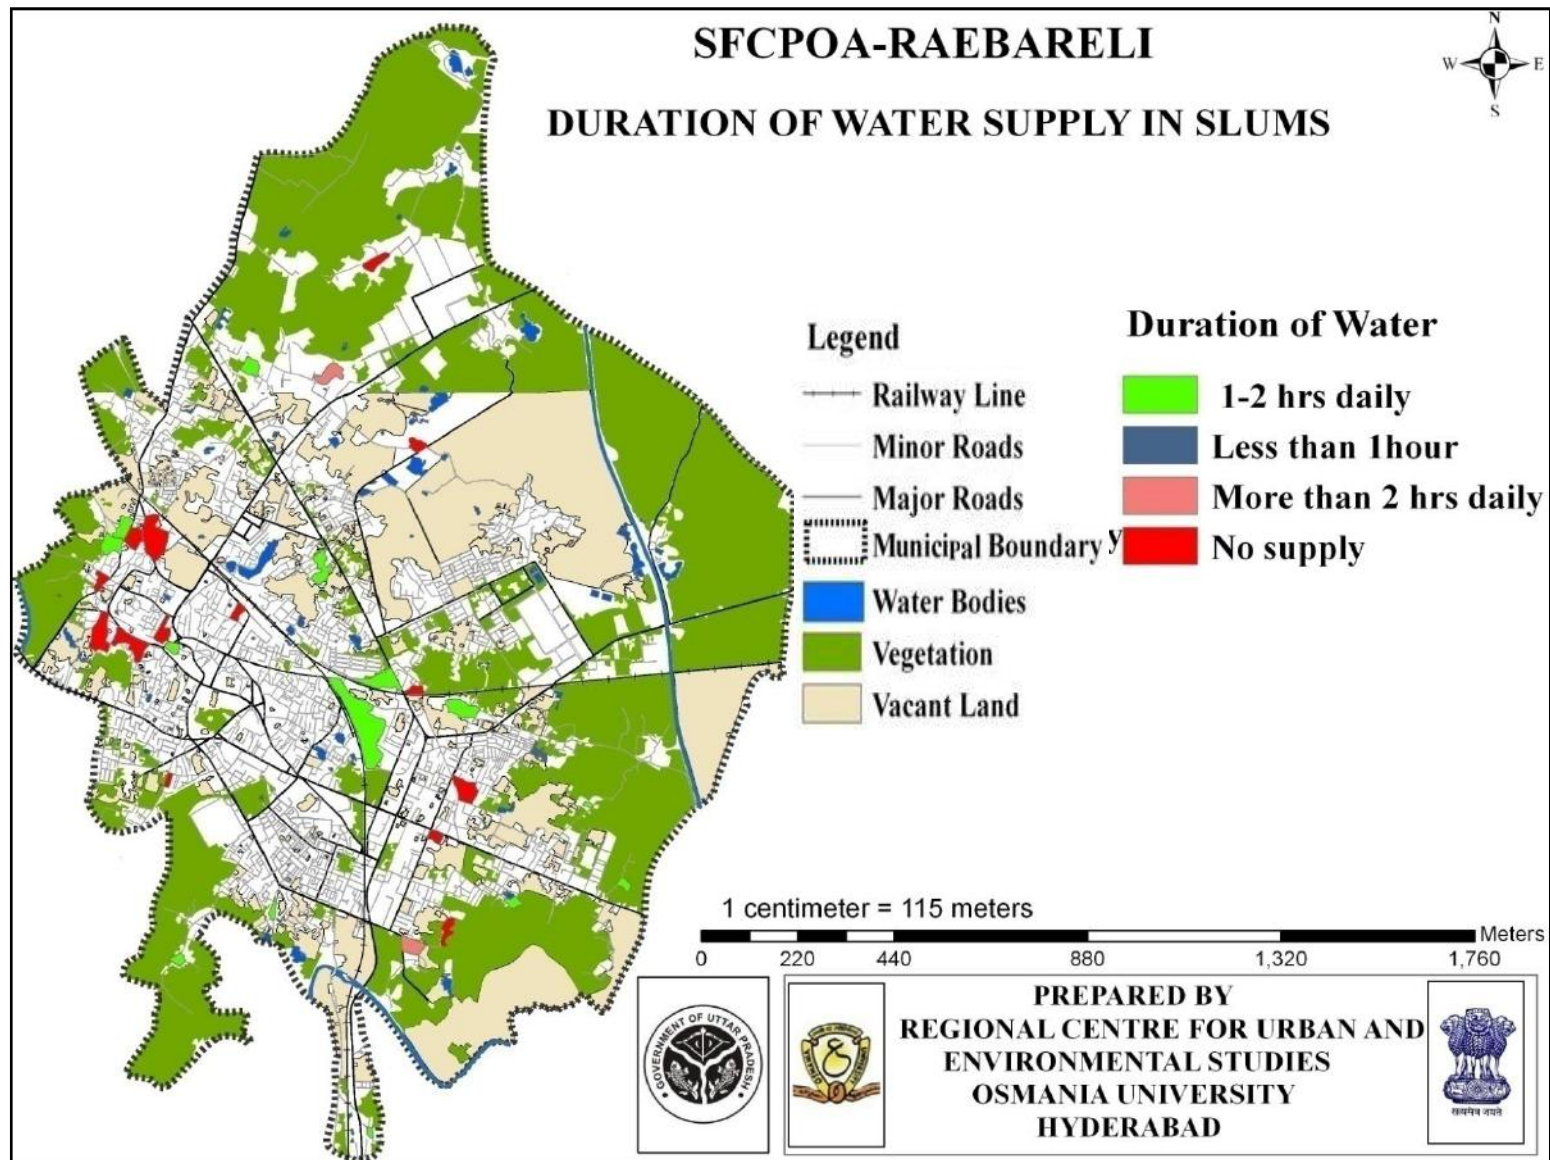 SFCPOA-RAEBARELI
DURATION OF WATER SUPPLY IN SLUMS
N
W E
S
Legend
Railway Line
Minor Roads
Major Roads
Municipal Boundary y
Water Bodies
Vegetation
Vacant Land
Duration of Water
1-2 hrs daily
Less than 1hour
More than 2 hrs daily
No supply
1 centimeter = 115 meters
Meters
0 220 440 880 1,320 1,760
GOVERNMENT OF UTTAR PRADESH
PREPARED BY
REGIONAL CENTRE FOR URBAN AND
ENVIRONMENTAL STUDIES
OSMANIA UNIVERSITY
HYDERABAD
सत्यमेव जयते